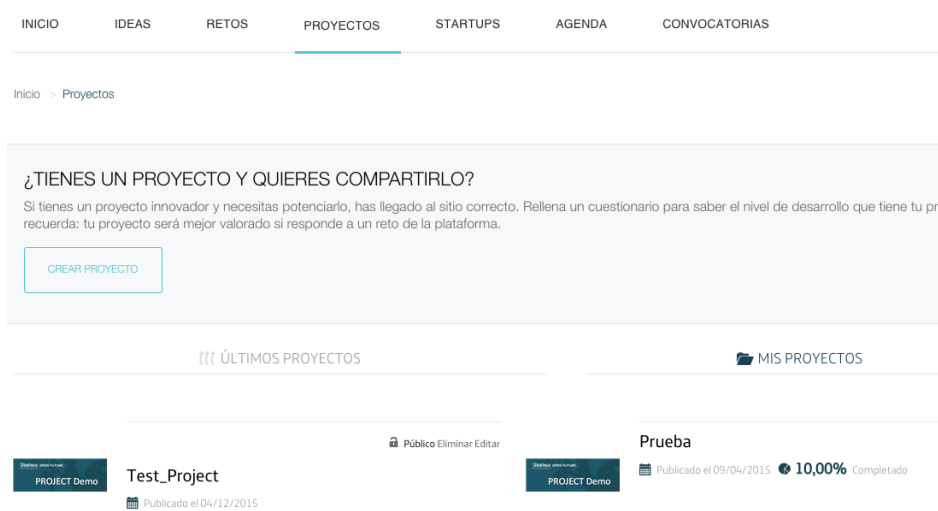 INICIO IDEAS RETOS PROYECTOS STARTUPS AGENDA CONVOCATORIAS
Inicio > Proyectos
¿TIENES UN PROYECTO Y QUIERES COMPARTIRLO?
Si tienes un proyecto innovador y necesitas potenciarlo, has llegado al sitio correcto. Rellena un cuestionario para saber el nivel de desarrollo que tiene tu pr
recuerda: tu proyecto será mejor valorado si responde a un reto de la plataforma.
CREAR PROYECTO
ÚLTIMOS PROYECTOS
MIS PROYECTOS
Público Eliminar Editar
PROJECT Demo
Test_Project
Publicado el 04/12/2015
PROJECT Demo
Prueba
Publicado el 09/04/2015 10,00% Completado